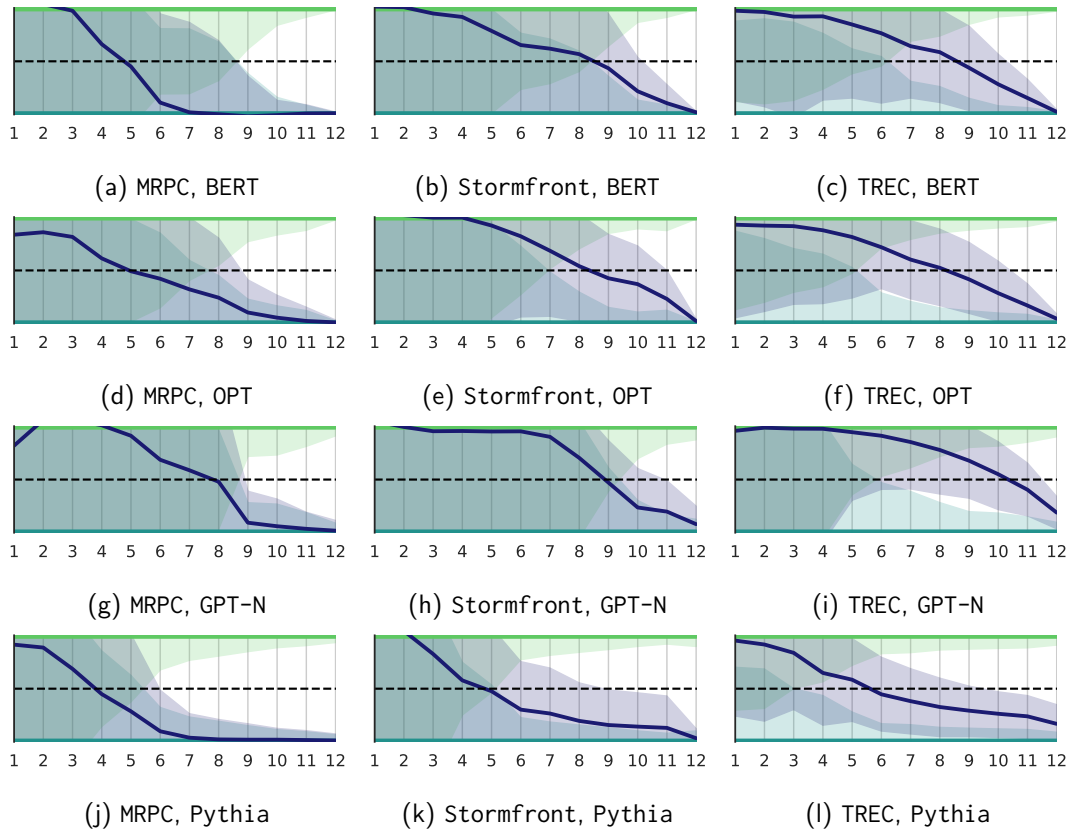 1 2 3 4 5 6 7 8 9 10 11 12
1 2 3 4 5 6 7 8 9 10 11 12
1 2 3 4 5 6 7 8 9 10 11 12
(a) MRPC, BERT
(b) Stormfront, BERT
(c) TREC, BERT
1 2 3 4 5 6 7 8 9 10 11 12
1 2 3 4 5 6 7 8 9 10 11 12
1 2 3 4 5 6 7 8 9 10 11 12
(d) MRPC, OPT
(e) Stormfront, OPT
(f) TREC, OPT
1 2 3 4 5 6 7 8 9 10 11 12
1 2 3 4 5 6 7 8 9 10 11 12
1 2 3 4 5 6 7 8 9 10 11 12
(g) MRPC, GPT-N
(h) Stormfront, GPT-N
(i) TREC, GPT-N
1 2 3 4 5 6 7 8 9 10 11 12
1 2 3 4 5 6 7 8 9 10 11 12
1 2 3 4 5 6 7 8 9 10 11 12
(j) MRPC, Pythia
(k) Stormfront, Pythia
(l) TREC, Pythia